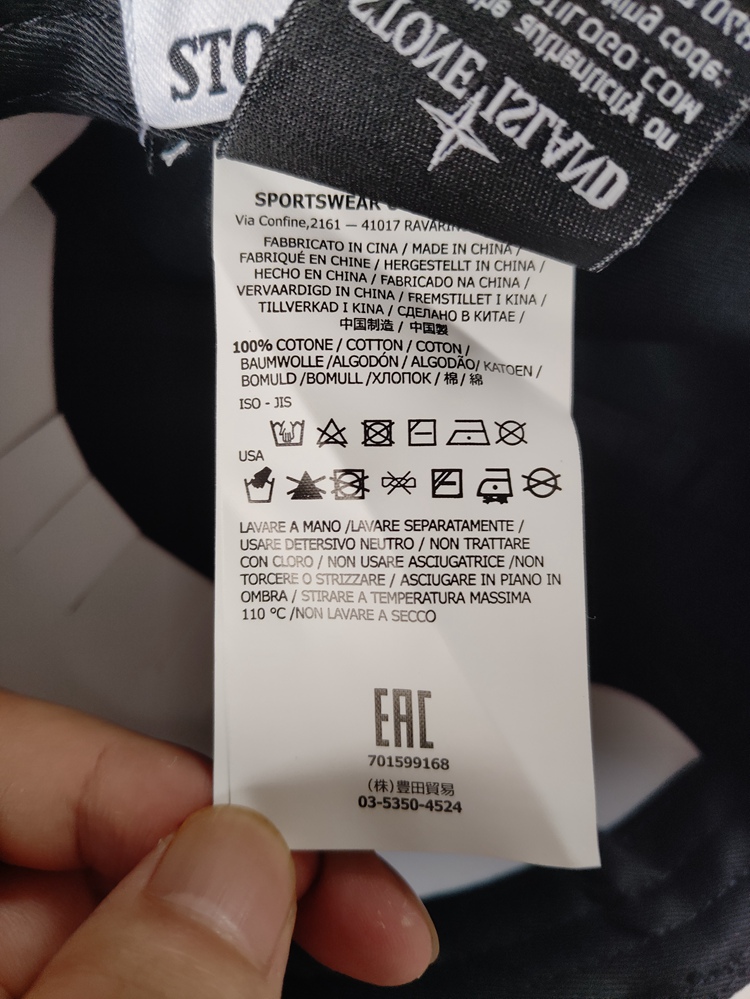 STO
STONE ISLAND
authenticity
on
code:
SPORTSWEAR
Via Confine,2161 — 41017
FABBRICATO IN CINA / MADE IN CHINA /
FABRIQUÉ EN CHINE / HERGESTELLT IN CHINA /
HECHO EN CHINA / FABRICADO NA CHINA /
VERVAARDIGD IN CHINA / FREMSTILLET I KINA /
TILLVERKAD I KINA / СДЕЛАНО В КИТАЕ /
中国制造 / 中国製
100% COTONE / COTTON / COTON /
BAUMWOLLE /ALGODÓN / ALGODÃO/ KATOEN /
BOMULD /BOMULL /ХЛОПОК / 棉/ 綿
ISO - JIS
USA
LAVARE A MANO /LAVARE SEPARATAMENTE /
USARE DETERSIVO NEUTRO / NON TRATTARE
CON CLORO / NON USARE ASCIUGATRICE /NON
TORCERE O STRIZZARE / ASCIUGARE IN PIANO IN
OMBRA / STIRARE A TEMPERATURA MASSIMA
110 °C /NON LAVARE A SECCO
EAC
701599168
(株)豊田貿易
03-5350-4524